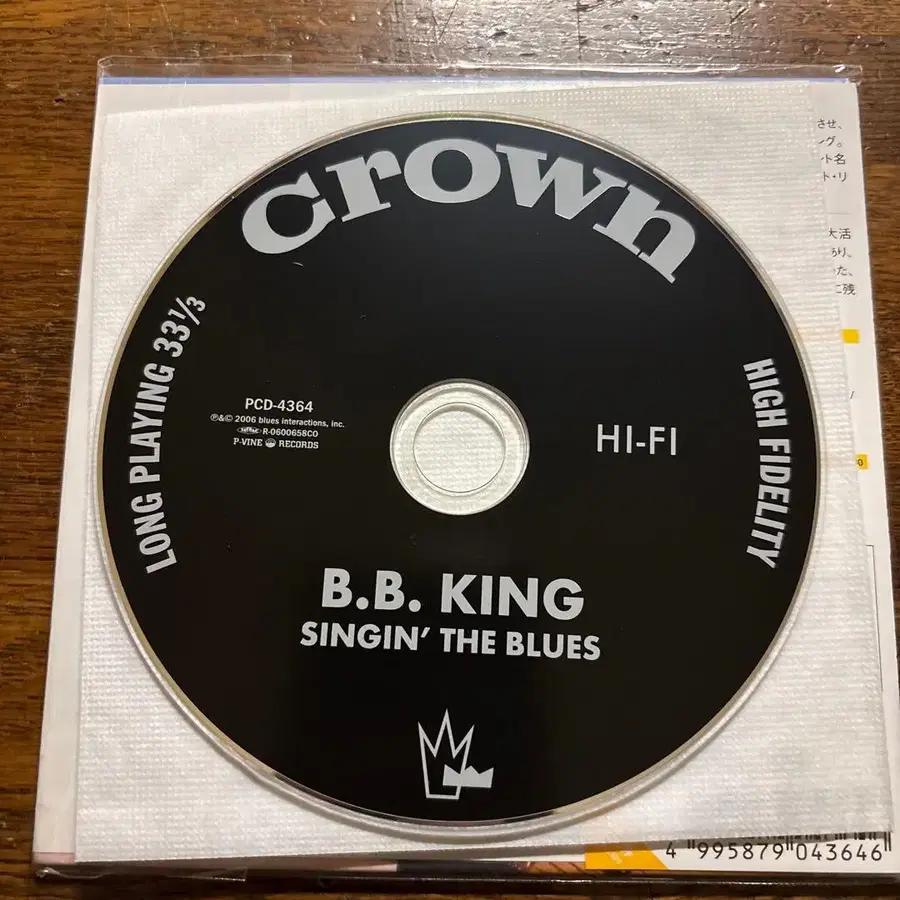 crown
LONG PLAYING 33⅓
HIGH FIDELITY
PCD-4364
℗&© 2006 blues interactions, inc.
R-0600658CO
P-VINE RECORDS
HI-FI
B.B. KING
SINGIN' THE BLUES
させ、
ング。
ト名
ト・リ
大活
おり、
た、
に残
4 995879 043646